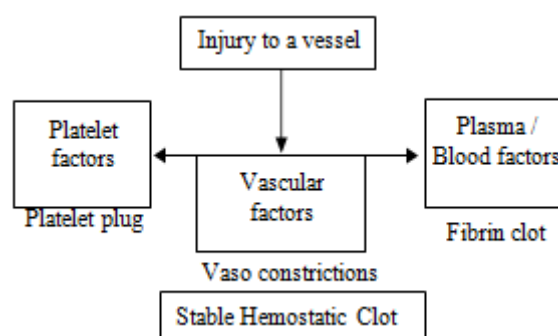 Injury to a vessel
Platelet
factors
Platelet plug
Vascular
factors
Vaso constrictions
Plasma /
Blood factors
Fibrin clot
Stable Hemostatic Clot